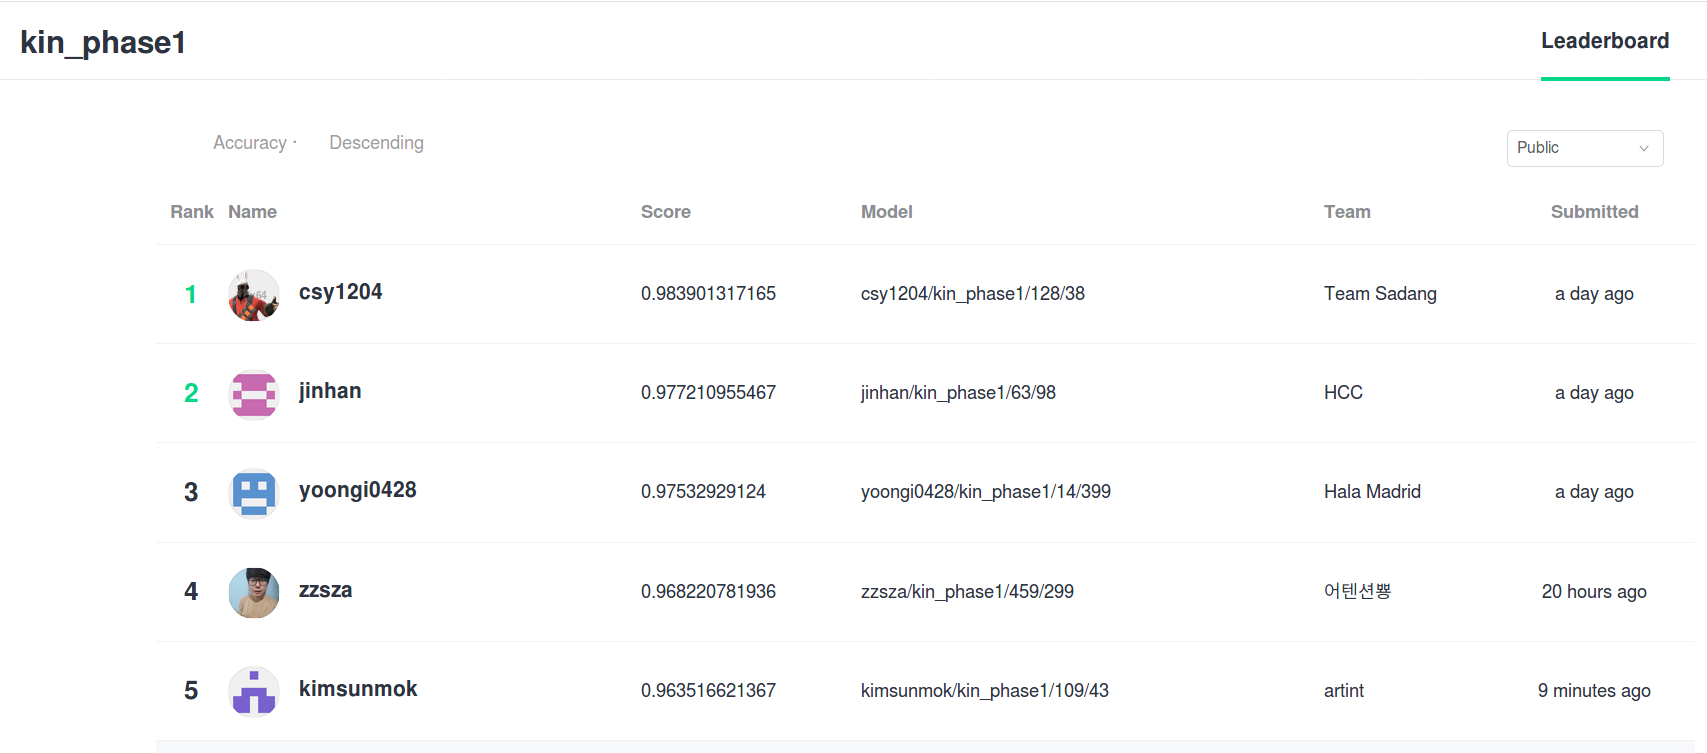 kin_phase1
Leaderboard
Accuracy · Descending
Public
Rank Name Score Model Team Submitted
1 csy1204 0.983901317165 csy1204/kin_phase1/128/38 Team Sadang a day ago
2 jinhan 0.977210955467 jinhan/kin_phase1/63/98 HCC a day ago
3 yoongi0428 0.97532929124 yoongi0428/kin_phase1/14/399 Hala Madrid a day ago
4 zzsza 0.968220781936 zzsza/kin_phase1/459/299 어텐션뽕 20 hours ago
5 kimsunmok 0.963516621367 kimsunmok/kin_phase1/109/43 artint 9 minutes ago